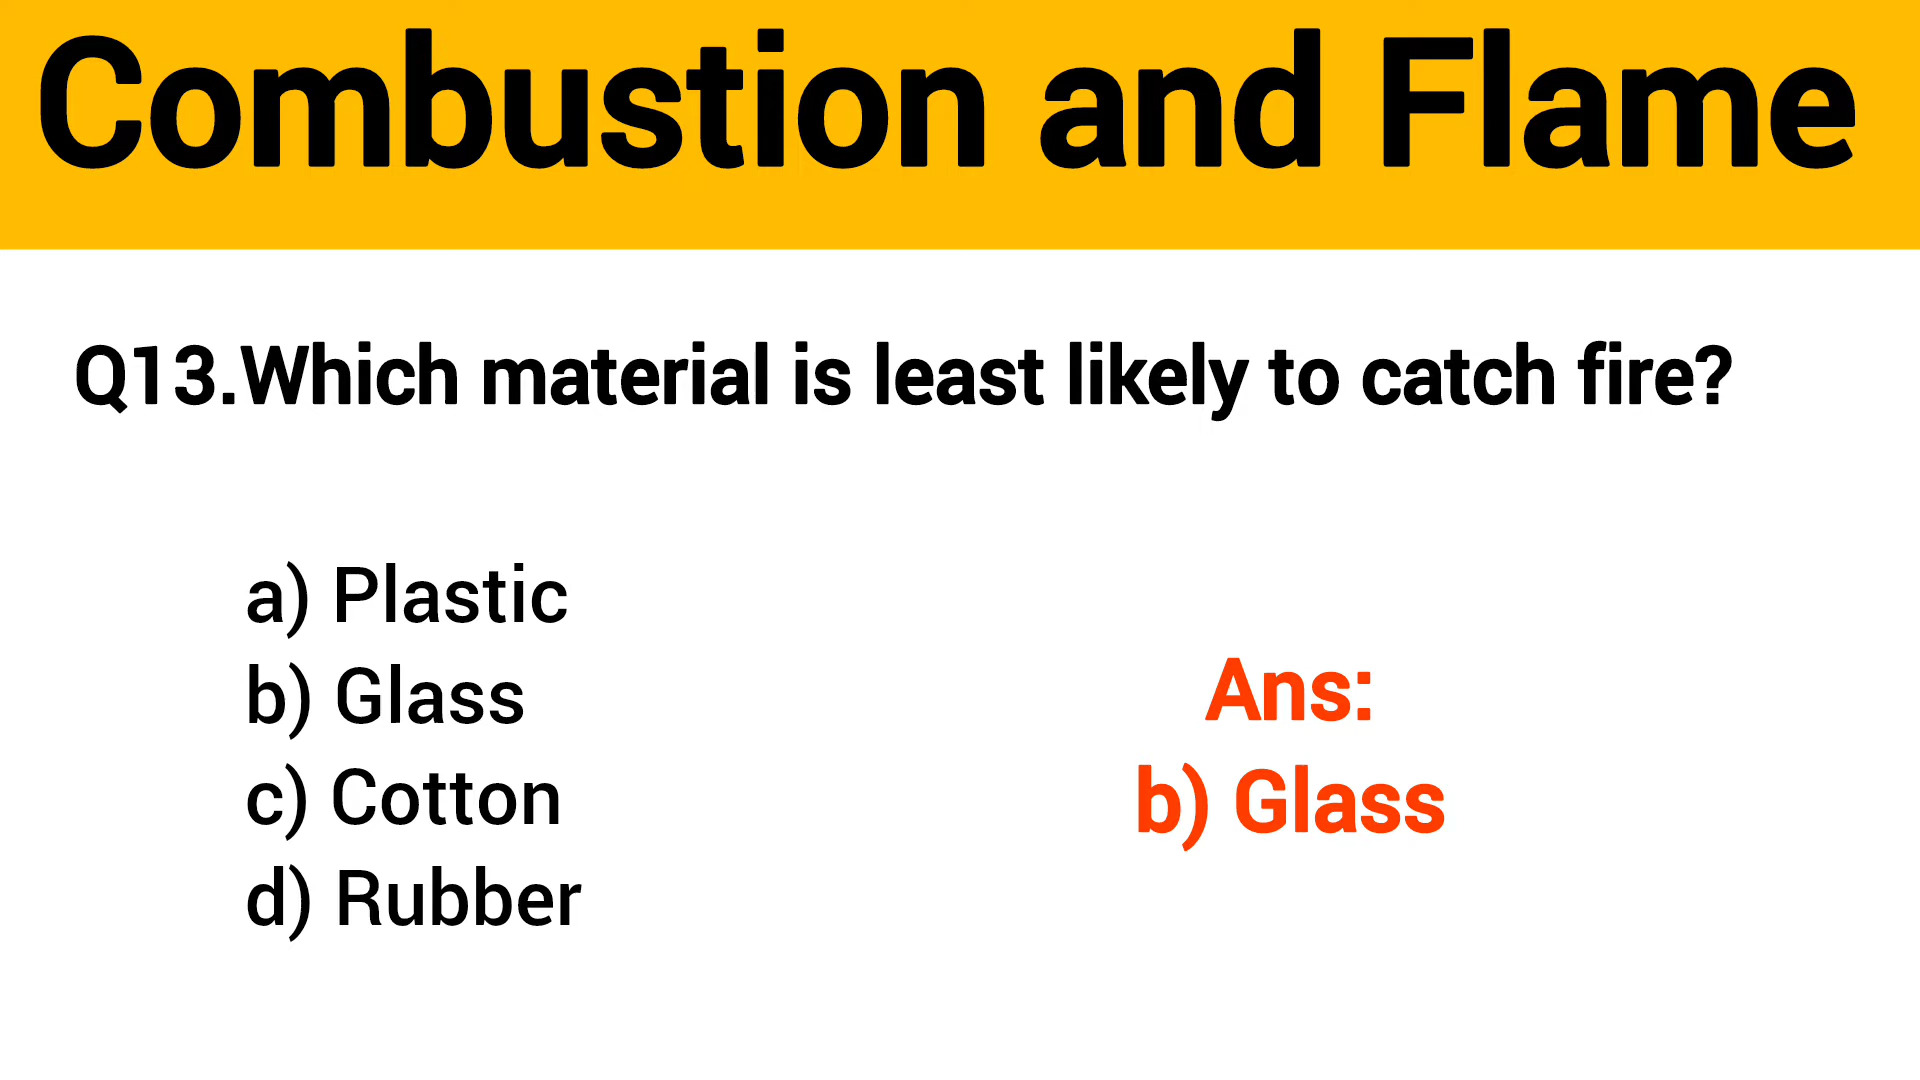 Combustion and Flame
Q13.Which material is least likely to catch fire?
a) Plastic
b) Glass
c) Cotton
d) Rubber
Ans:
b) Glass